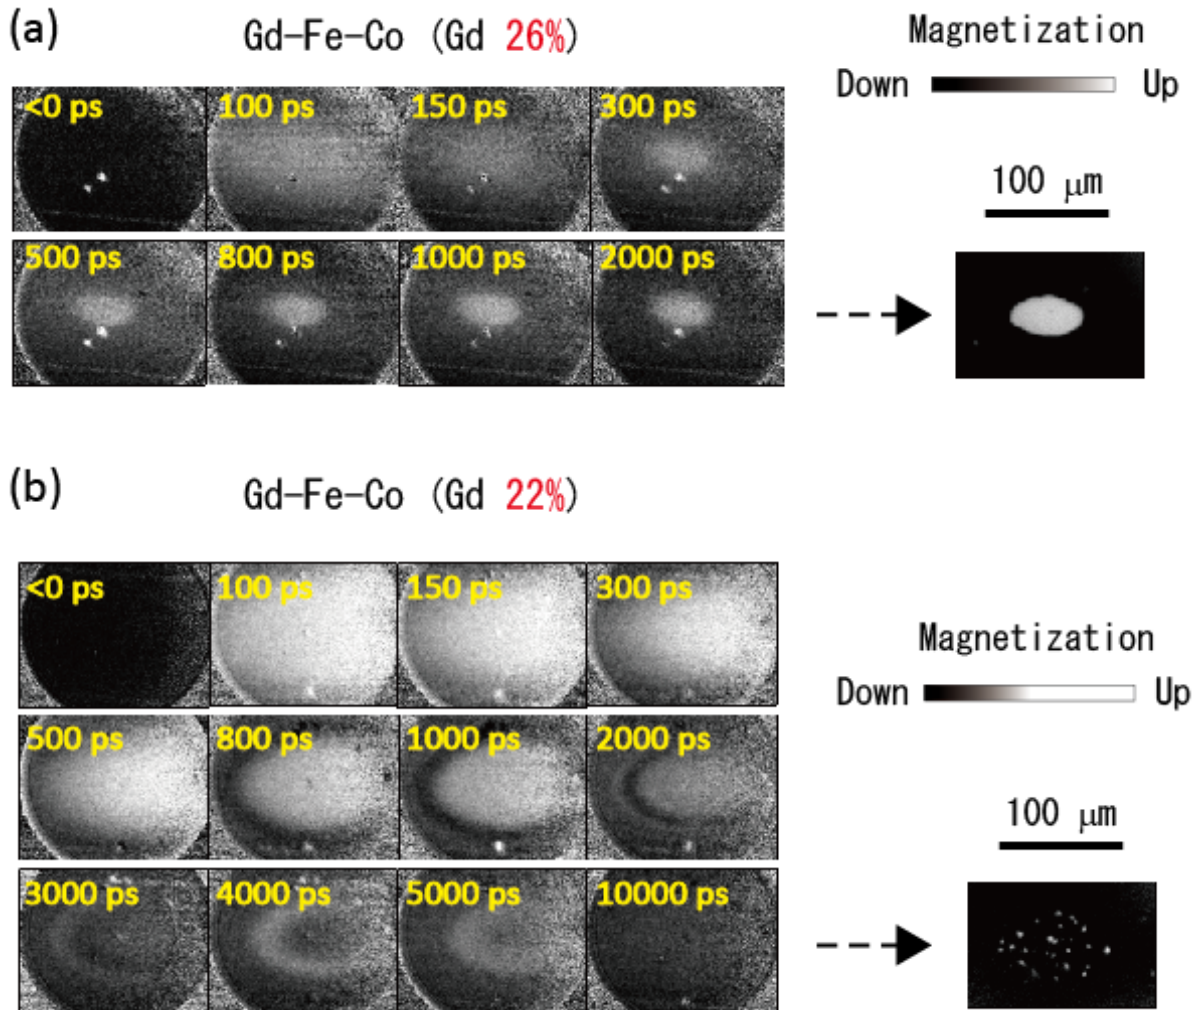 (a)
Gd-Fe-Co (Gd 26%)
Magnetization
Down Up
<0 ps 100 ps 150 ps 300 ps
100 μm
500 ps 800 ps 1000 ps 2000 ps
(b)
Gd-Fe-Co (Gd 22%)
<0 ps 100 ps 150 ps 300 ps
Magnetization
Down Up
500 ps 800 ps 1000 ps 2000 ps
100 μm
3000 ps 4000 ps 5000 ps 10000 ps